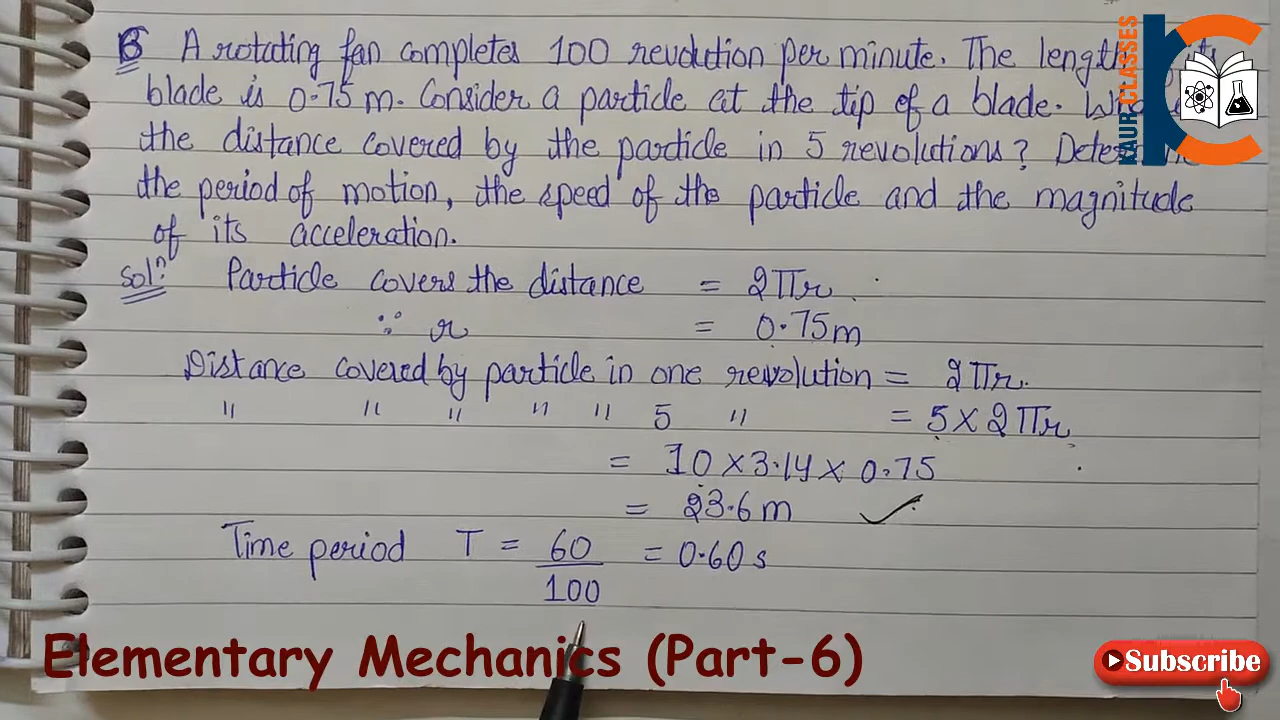 B A rotating fan completes 100 revolution per minute. The length
blade is 0.75 m. Consider a particle at the tip of a blade.
the distance covered by the particle in 5 revolutions?
the period of motion, the speed of the particle and the magnitude
of its acceleration.
Solⁿ: Particle covers the distance = 2πr.
∵ r = 0.75m
Distance covered by particle in one revolution = 2πr.
" " " " " 5 " = 5 × 2πr
= 10 × 3.14 × 0.75
= 23.6 m ✓
Time period T = 60/100 = 0.60 s
KAUR CLASSES
Elementary Mechanics (Part-6)
Subscribe